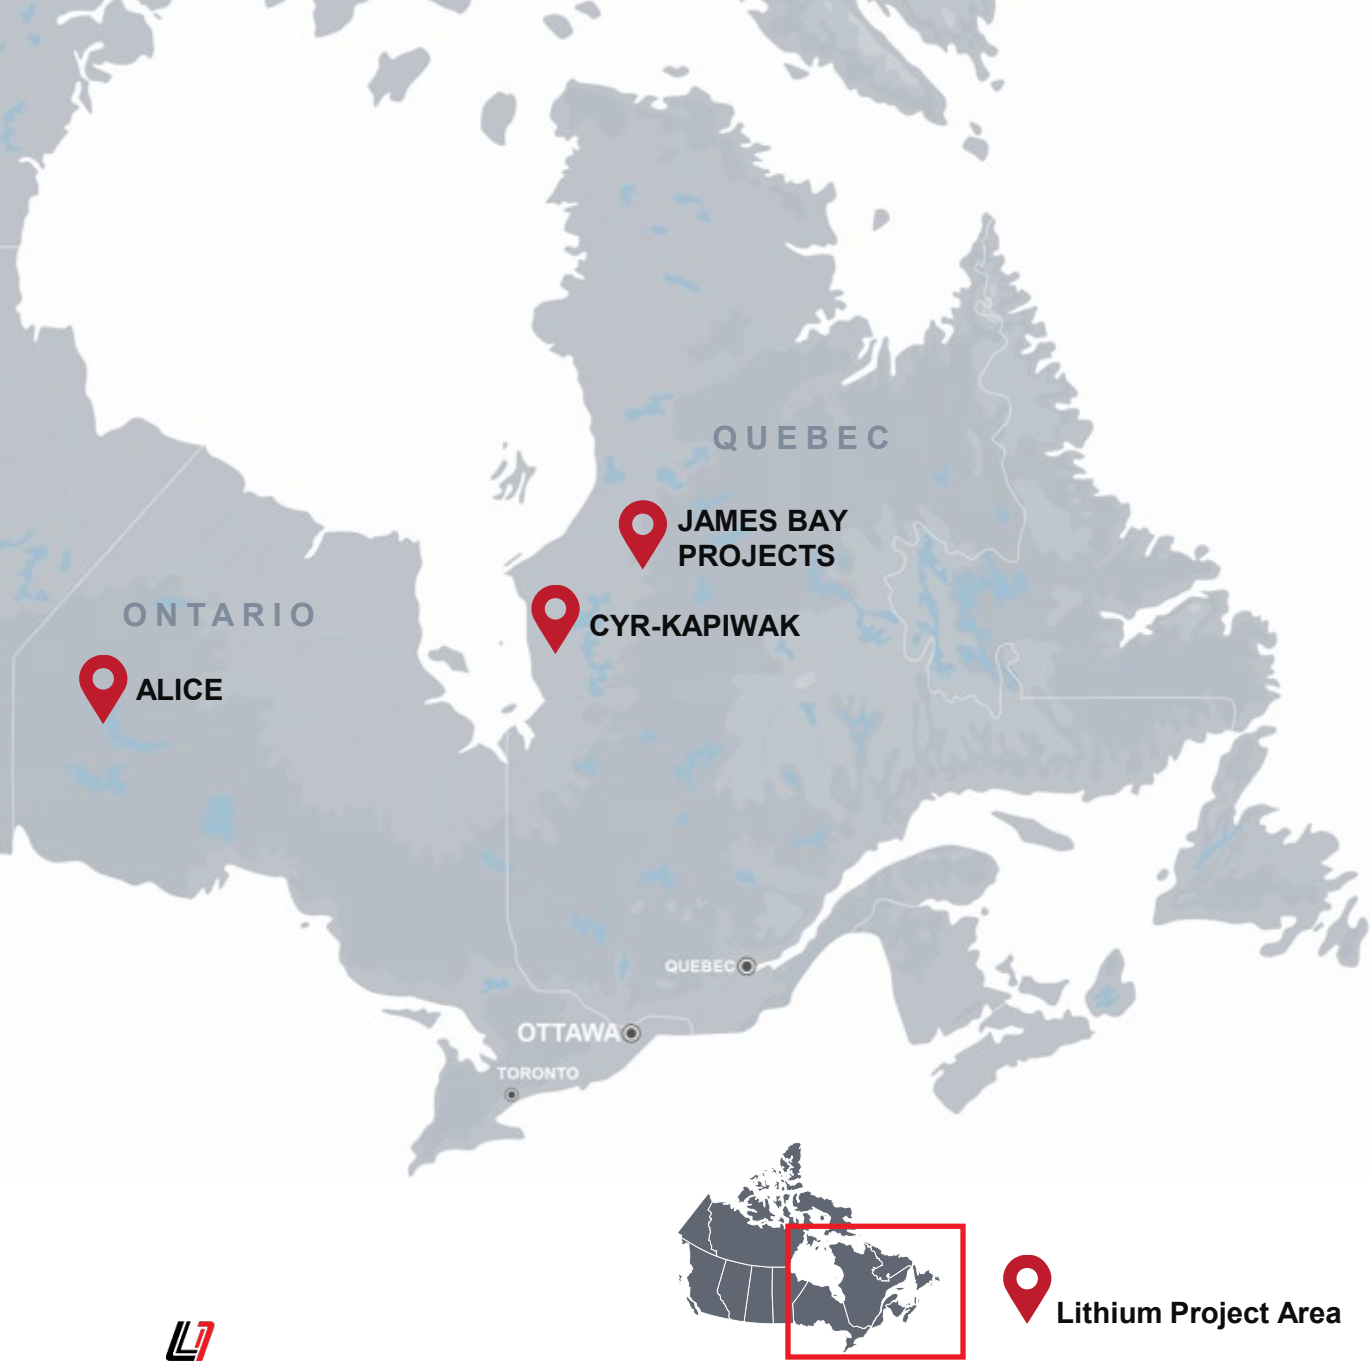 QUEBEC
JAMES BAY
PROJECTS
ONTARIO
CYR-KAPIWAK
ALICE
QUEBEC
OTTAWA
TORONTO
Lithium Project Area